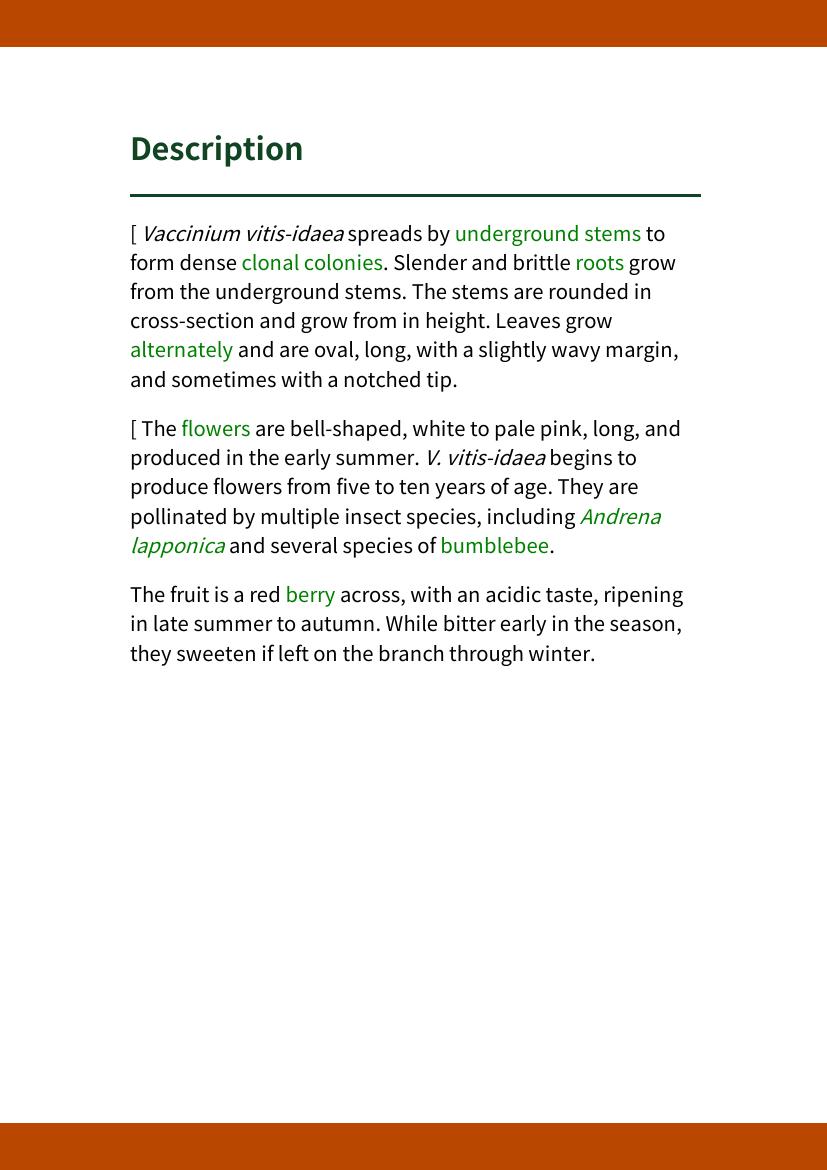 Description
[ Vaccinium vitis-idaea spreads by underground stems to
form dense clonal colonies. Slender and brittle roots grow
from the underground stems. The stems are rounded in
cross-section and grow from in height. Leaves grow
alternately and are oval, long, with a slightly wavy margin,
and sometimes with a notched tip.
[ The flowers are bell-shaped, white to pale pink, long, and
produced in the early summer. V. vitis-idaea begins to
produce flowers from five to ten years of age. They are
pollinated by multiple insect species, including Andrena
lapponica and several species of bumblebee.
The fruit is a red berry across, with an acidic taste, ripening
in late summer to autumn. While bitter early in the season,
they sweeten if left on the branch through winter.